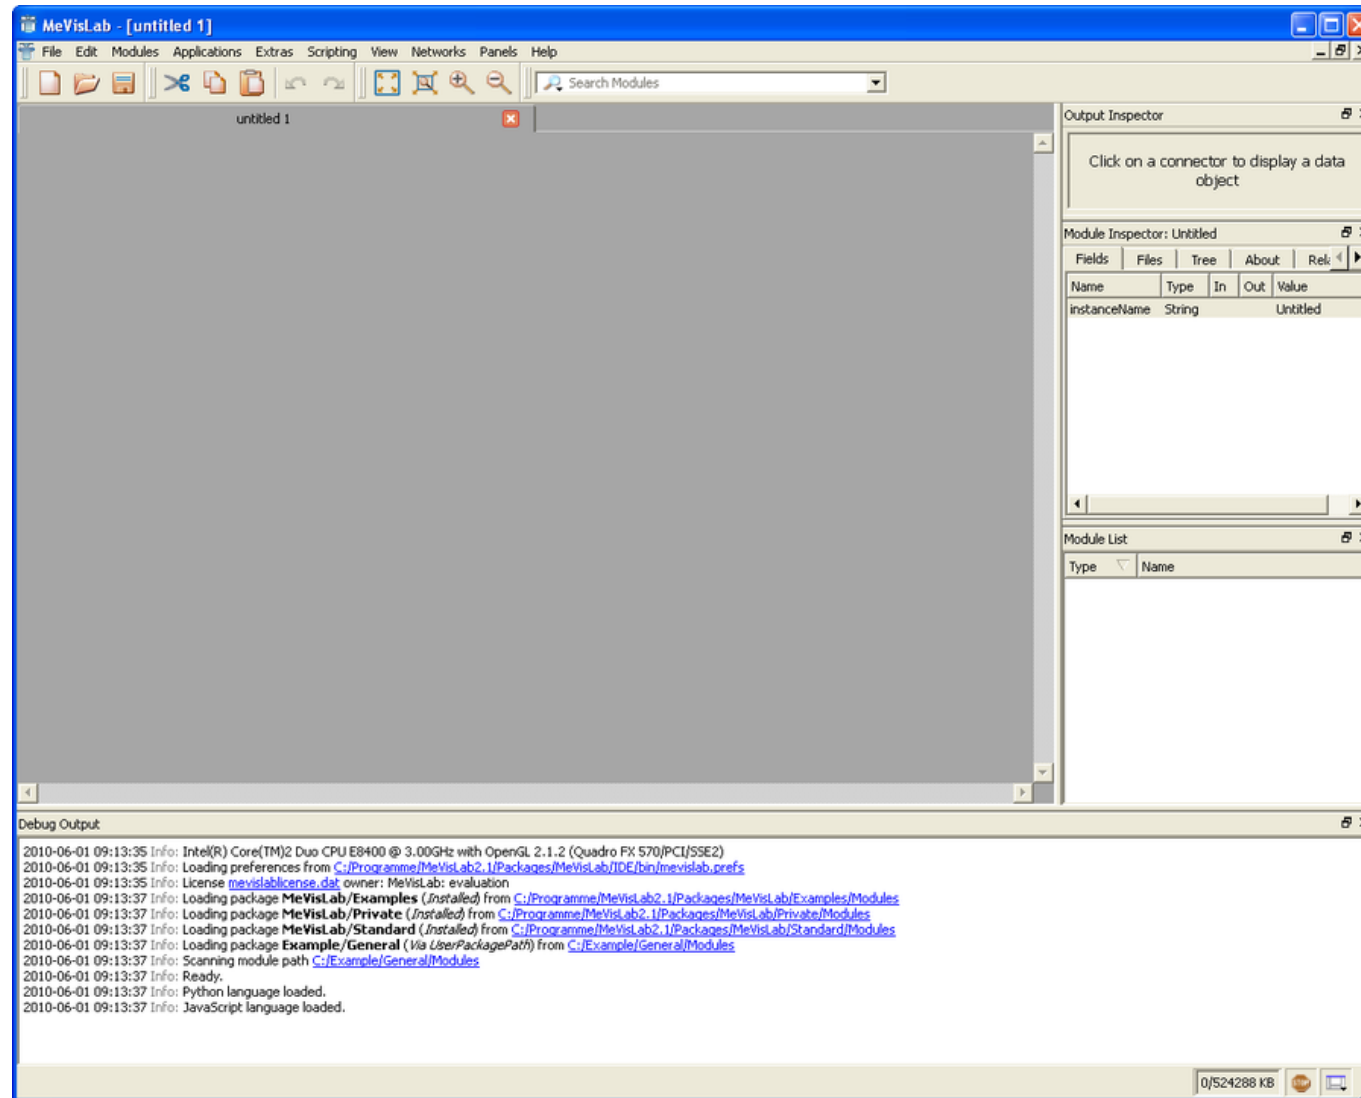 MeVisLab - [untitled 1]
File Edit Modules Applications Extras Scripting View Networks Panels Help
Search Modules
untitled 1
Output Inspector
Click on a connector to display a data
object
Module Inspector: Untitled
Fields Files Tree About Rel
Name Type In Out Value
instanceName String Untitled
Module List
Type Name
Debug Output
2010-06-01 09:13:35 Info: Intel(R) Core(TM)2 Duo CPU E8400 @ 3.00GHz with OpenGL 2.1.2 (Quadro FX 570/PCI/SSE2)
2010-06-01 09:13:35 Info: Loading preferences from C:/Programme/MeVisLab2.1/Packages/MeVisLab/IDE/bin/mevislab.prefs
2010-06-01 09:13:35 Info: License mevislablicense.dat owner: MeVisLab: evaluation
2010-06-01 09:13:37 Info: Loading package MeVisLab/Examples (Installed) from C:/Programme/MeVisLab2.1/Packages/MeVisLab/Examples/Modules
2010-06-01 09:13:37 Info: Loading package MeVisLab/Private (Installed) from C:/Programme/MeVisLab2.1/Packages/MeVisLab/Private/Modules
2010-06-01 09:13:37 Info: Loading package MeVisLab/Standard (Installed) from C:/Programme/MeVisLab2.1/Packages/MeVisLab/Standard/Modules
2010-06-01 09:13:37 Info: Loading package Example/General (Via UserPackagePath) from C:/Example/General/Modules
2010-06-01 09:13:37 Info: Scanning module path C:/Example/General/Modules
2010-06-01 09:13:37 Info: Ready.
2010-06-01 09:13:37 Info: Python language loaded.
2010-06-01 09:13:37 Info: JavaScript language loaded.
0/524288 KB
STOP